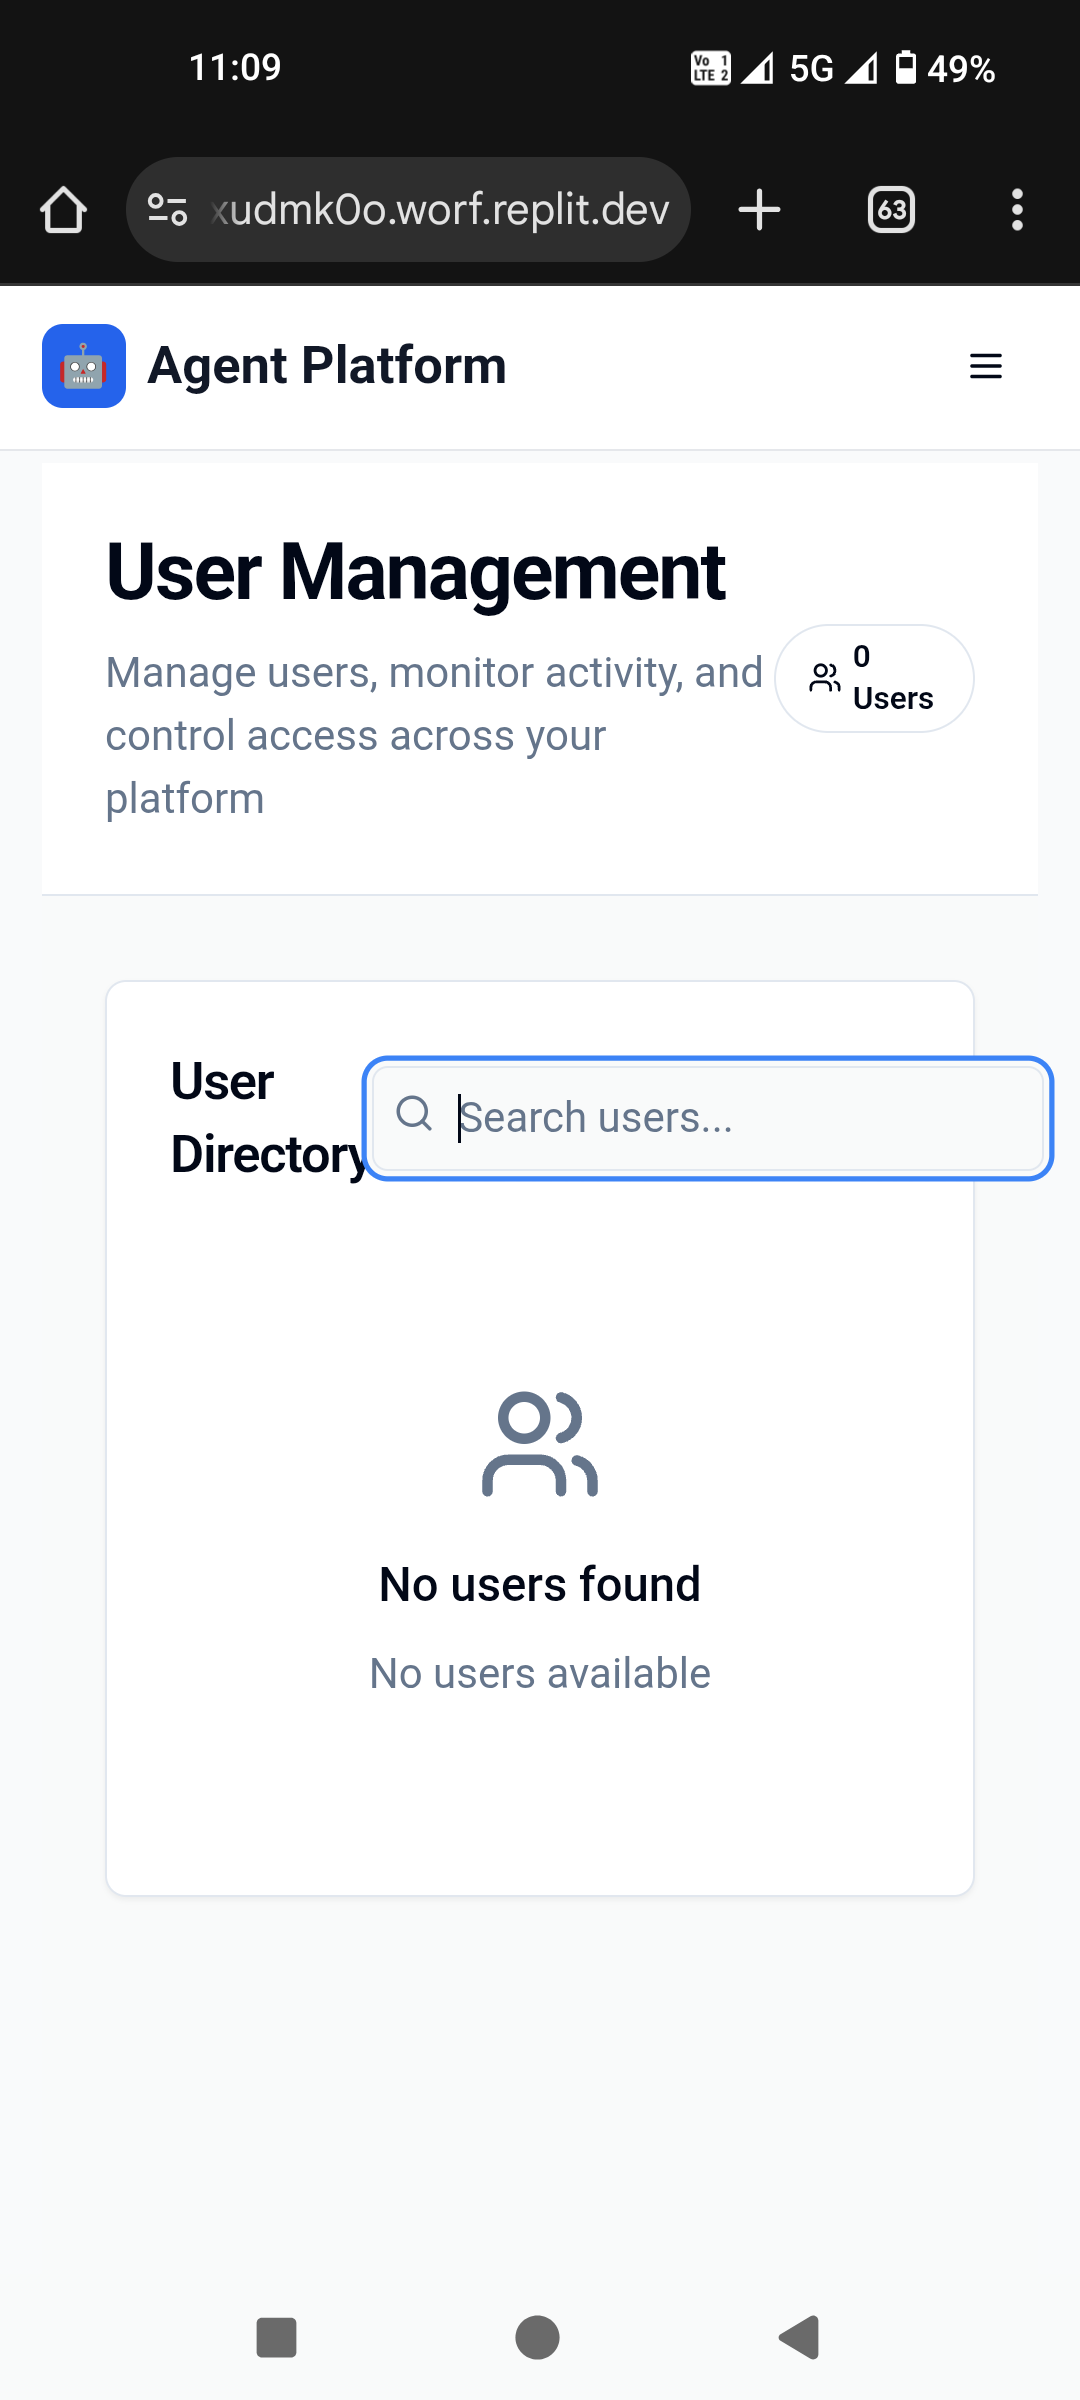 11:09
Vo 1
LTE 2
5G
49%
xudmk0o.worf.replit.dev
63
Agent Platform
User Management
Manage users, monitor activity, and
control access across your
platform
0
Users
User
Directory
Search users...
No users found
No users available